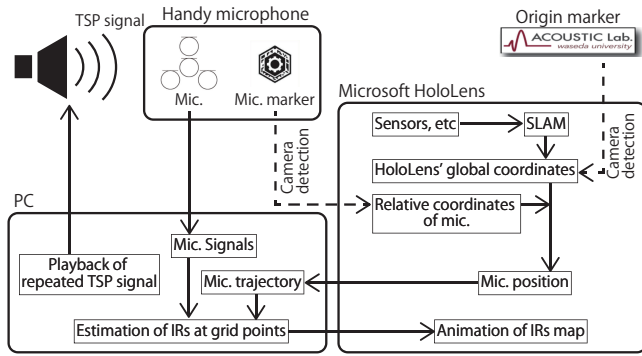 TSP signal
Handy microphone
Mic.
Mic. marker
Origin marker
ACOUSTIC Lab.
waseda university
Microsoft HoloLens
Sensors, etc
SLAM
HoloLens' global coordinates
Camera
detection
Camera
detection
Relative coordinates
of mic.
PC
Mic. Signals
Playback of
repeated TSP signal
Mic. trajectory
Mic. position
Estimation of IRs at grid points
Animation of IRs map